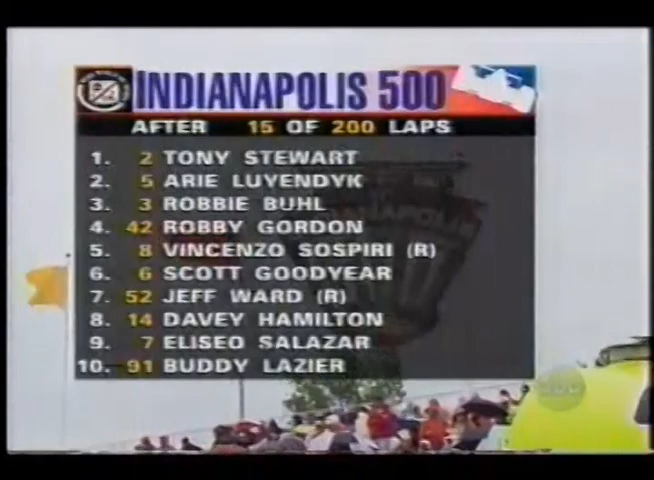 INDIANAPOLIS 500
AFTER 15 OF 200 LAPS
1. 2 TONY STEWART
2. 5 ARIE LUYENDYK
3. 3 ROBBIE BUHL
4. 42 ROBBY GORDON
5. 8 VINCENZO SOSPIRI (R)
6. 6 SCOTT GOODYEAR
7. 52 JEFF WARD (R)
8. 14 DAVEY HAMILTON
9. 7 ELISEO SALAZAR
10. 91 BUDDY LAZIER
abc